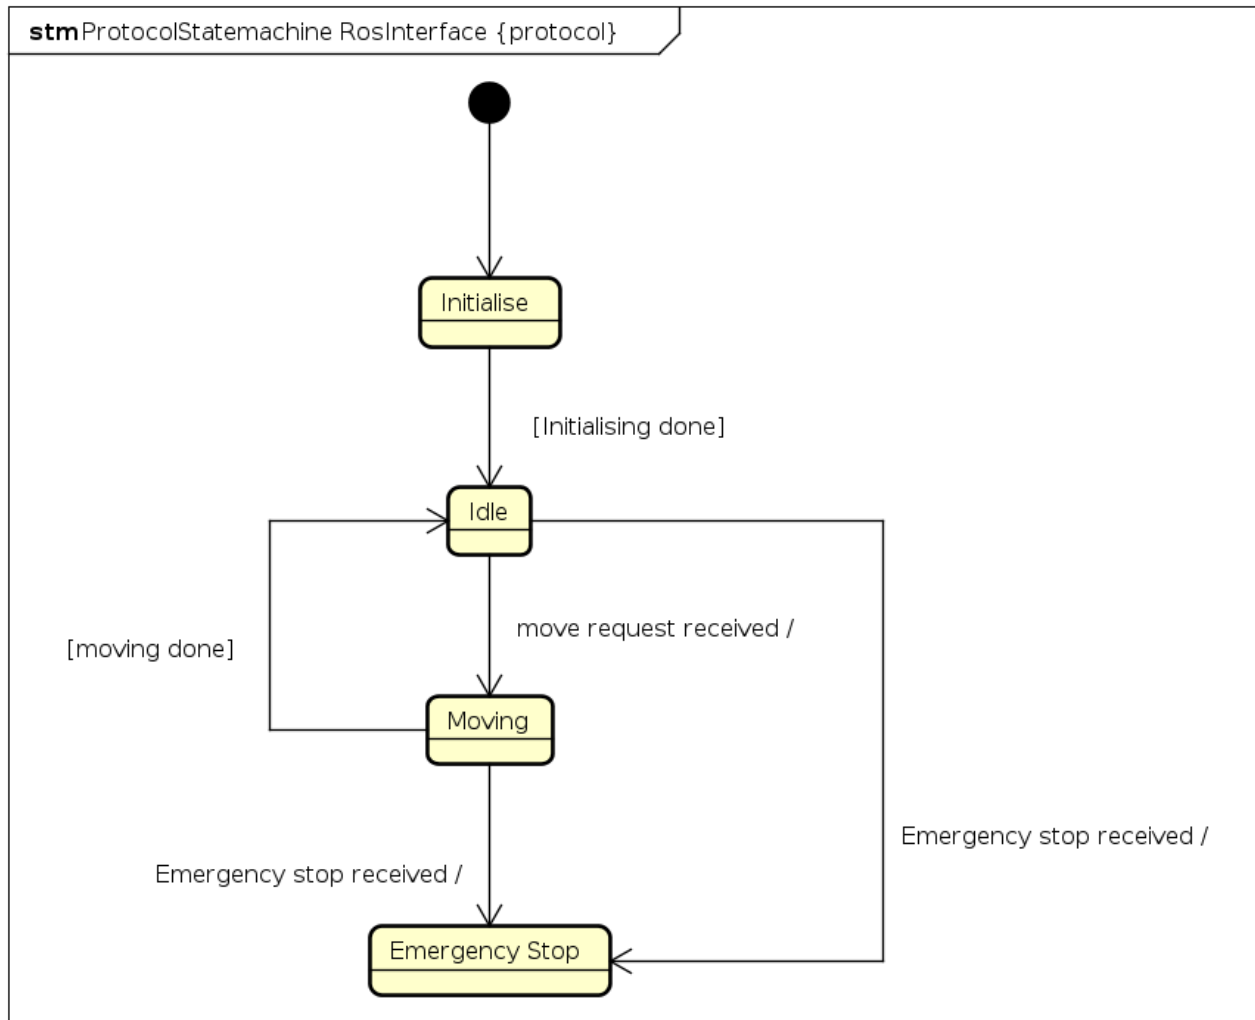 stm ProtocolStatemachine RosInterface {protocol}
Initialise
[Initialising done]
Idle
move request received /
[moving done]
Moving
Emergency stop received /
Emergency stop received /
Emergency Stop